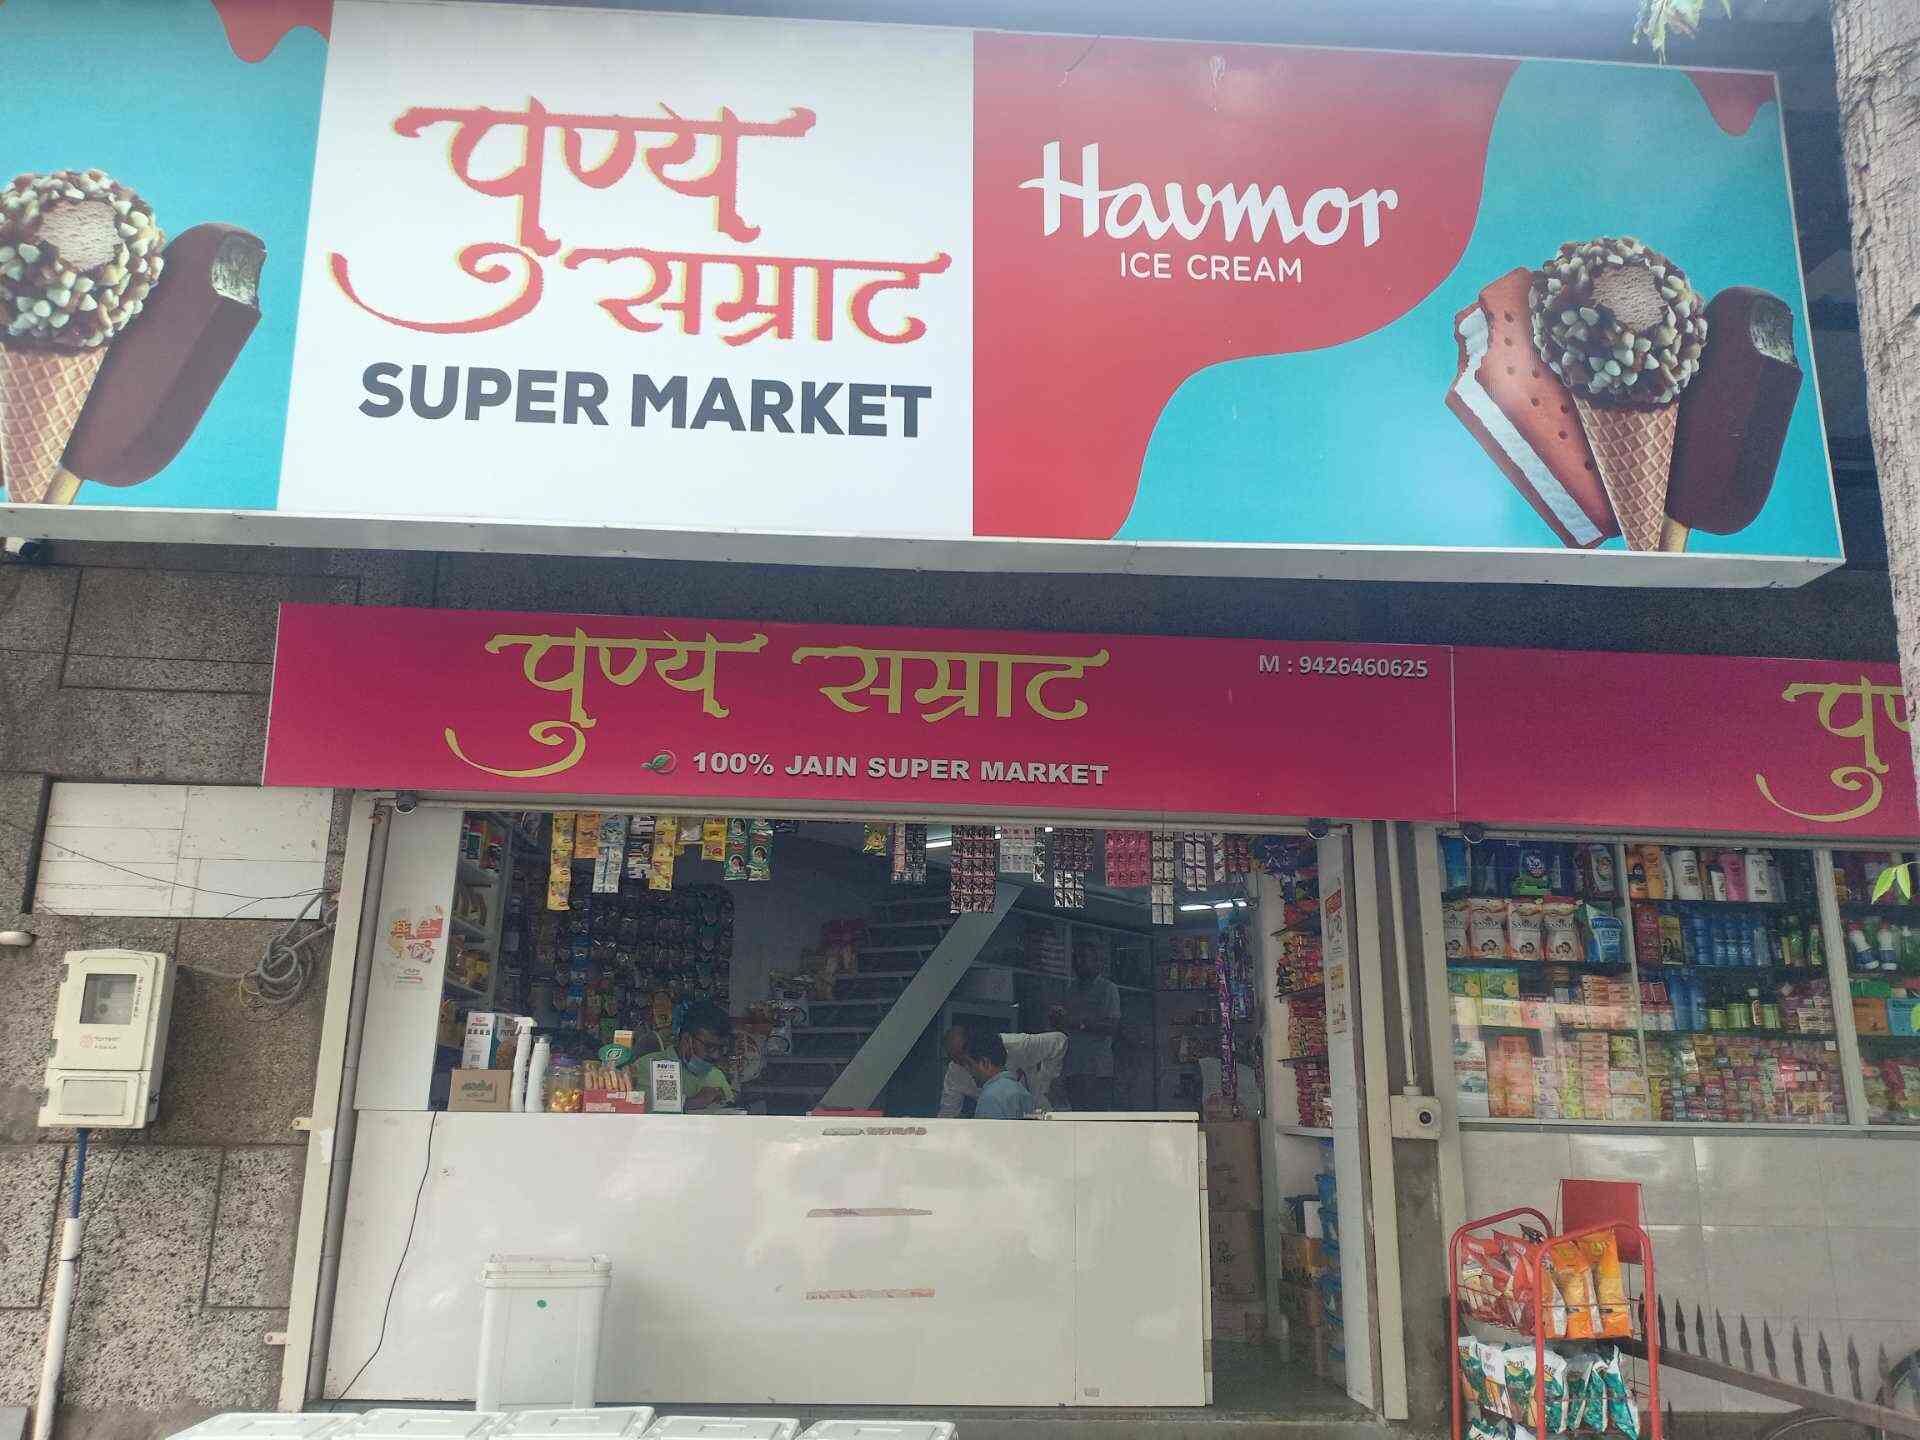 पुण्य
सम्राट
SUPER MARKET
Havmor
ICE CREAM
पुण्य सम्राट
M : 9426460625
100% JAIN SUPER MARKET
पुण